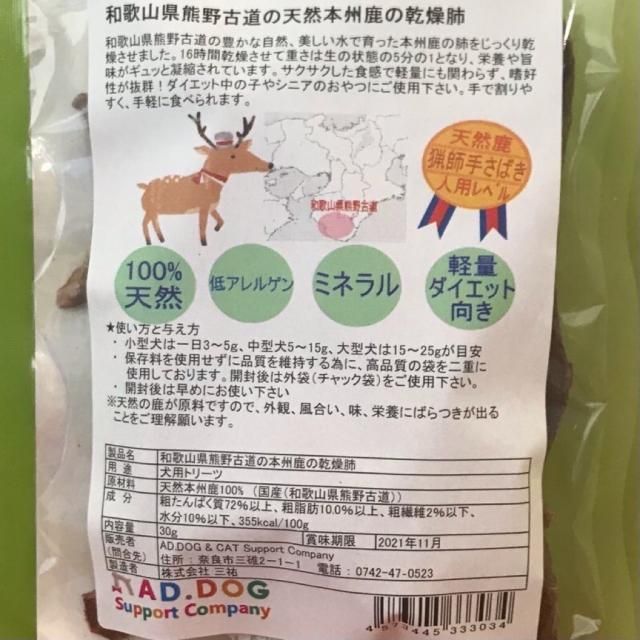 和歌山県熊野古道の天然本州鹿の乾燥肺
和歌山県熊野古道の豊かな自然、美しい水で育った本州鹿の肺をじっくり乾
燥させました。16時間乾燥させて重さは生の状態の5分の1となり、栄養や旨
味がギュッと凝縮されています。サクサクした食感で軽量にも関わらず、嗜好
性が抜群！ダイエット中の子やシニアのおやつにご使用下さい。手で割りや
すく、手軽に食べられます。
和歌山県熊野古道
天然鹿
猟師手さばき
人用レベル
100%
天然
低アレルゲン
ミネラル
軽量
ダイエット
向き
★使い方と与え方
・小型犬は一日3～5g、中型犬5～15g、大型犬は15～25gが目安
・保存料を使用せずに品質を維持する為に、高品質の袋を二重に
使用しております。開封後は外袋（チャック袋）をご使用下さい。
・開封後は早めにお使い下さい
※天然の鹿が原料ですので、外観、風合い、味、栄養にばらつきが出る
ことをご理解願います。
製品名 和歌山県熊野古道の本州鹿の乾燥肺
用途 犬用トリーツ
原材料 天然本州鹿100% （国産（和歌山県熊野古道））
成分 粗たんぱく質72%以上、粗脂肪10.0%以上、粗繊維2%以下、
水分10%以下、355kcal/100g
内容量 30g 賞味期限 2021年11月
販売者 AD.DOG & CAT Support Company
(問合先) 住所：奈良市三碓2-1-1 電話：0742-47-0523
製造者 株式会社 三祐
AD.DOG
Support Company
4 573445 333034